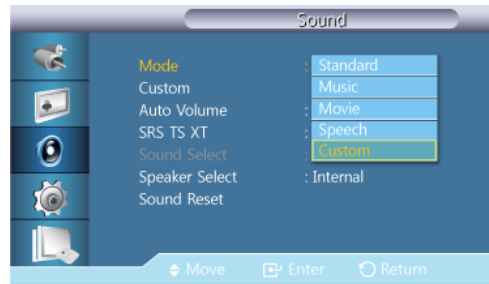 Sound
Mode : Standard
Custom Music
Auto Volume : Movie
SRS TS XT : Speech
Sound Select : Custom
Speaker Select : Internal
Sound Reset
Move Enter Return